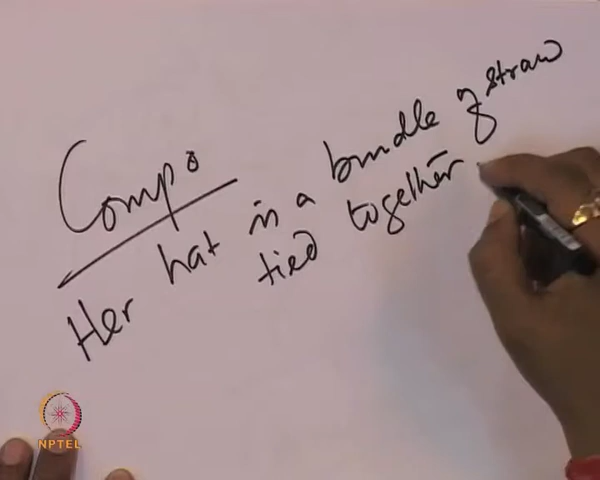 Compo
Her hat is a bundle of straw
tied together
NPTEL